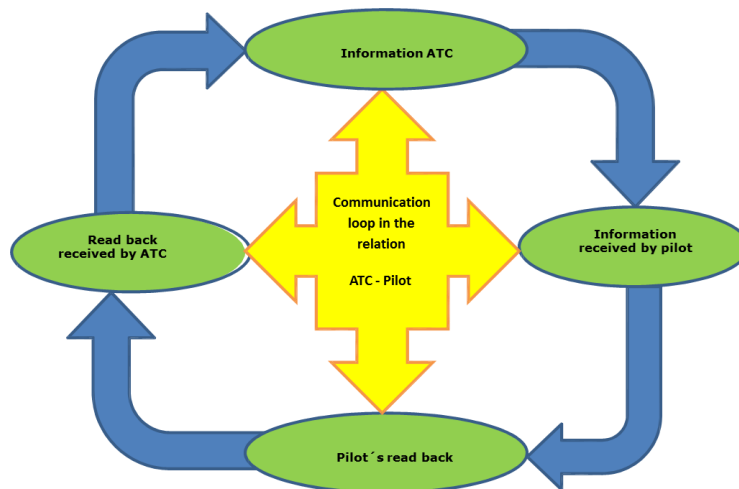 Information ATC
Communication
loop in the
relation
ATC - Pilot
Read back
received by ATC
Information
received by pilot
Pilot´s read back